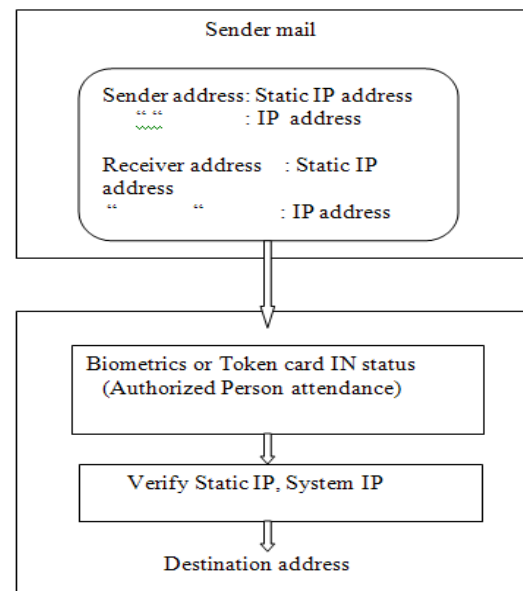 Sender mail
Sender address: Static IP address
“ “ : IP address
Receiver address : Static IP
address
“ “ : IP address
Biometrics or Token card IN status
(Authorized Person attendance)
Verify Static IP, System IP
Destination address